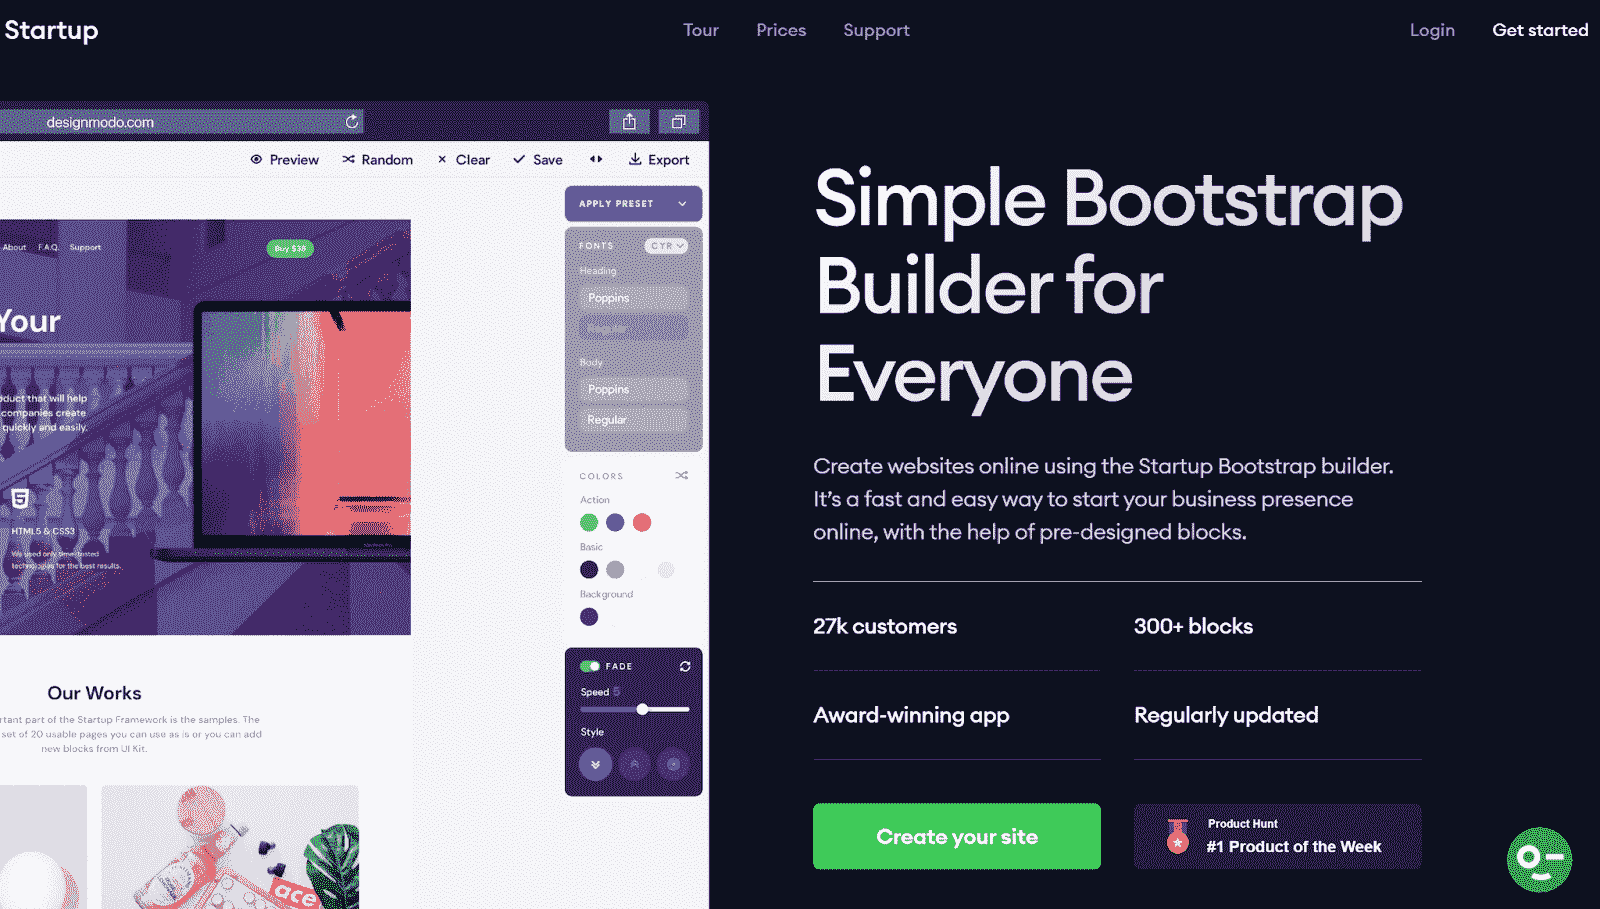 Startup
Tour Prices Support
Login Get started
designmodo.com
Preview Random Clear Save Export
APPLY PRESET
FONTS CYR
Heading
Poppins
Body
Poppins
Regular
COLORS
Action
Basic
Background
FADE
Speed 5
Style
About F.A.Q. Support
Buy $38
Your
oduct that will help
companies create
quickly and easily.
HTML5 & CSS3
We used only time-tested
technologies for the best results.
Our Works
rtant part of the Startup Framework is the samples. The
set of 20 usable pages you can use as is or you can add
new blocks from UI Kit.
ace
Simple Bootstrap
Builder for
Everyone
Create websites online using the Startup Bootstrap builder.
It’s a fast and easy way to start your business presence
online, with the help of pre-designed blocks.
27k customers
300+ blocks
Award-winning app
Regularly updated
Create your site
Product Hunt
#1 Product of the Week